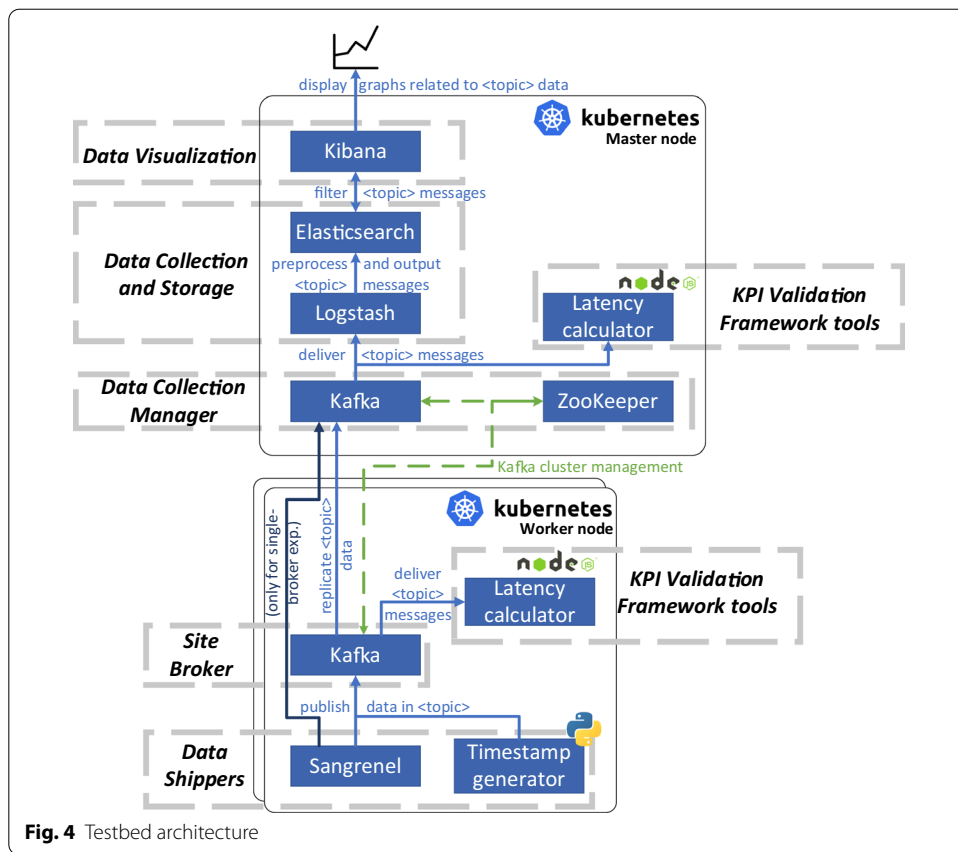 display graphs related to <topic> data
kubernetes
Master node
Data Visualization
Kibana
filter <topic> messages
Elasticsearch
Data Collection
and Storage
preprocess and output
<topic> messages
Logstash
node
JS
Latency
calculator
KPI Validation
Framework tools
deliver <topic> messages
Data Collection
Manager
Kafka
ZooKeeper
Kafka cluster management
kubernetes
Worker node
(only for single-
broker exp.)
replicate <topic>
data
node
JS
deliver
<topic>
messages
Latency
calculator
KPI Validation
Framework tools
Site
Broker
Kafka
publish data in <topic>
Data
Shippers
Sangrenel
Timestamp
generator
Fig. 4 Testbed architecture